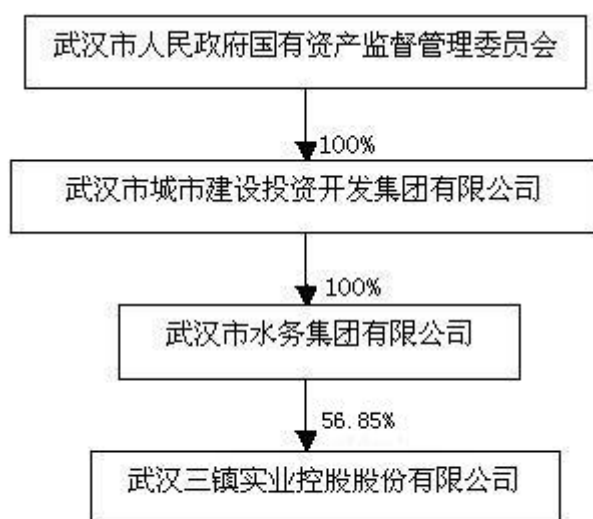 武汉市人民政府国有资产监督管理委员会
100%
武汉市城市建设投资开发集团有限公司
100%
武汉市水务集团有限公司
56.85%
武汉三镇实业控股股份有限公司